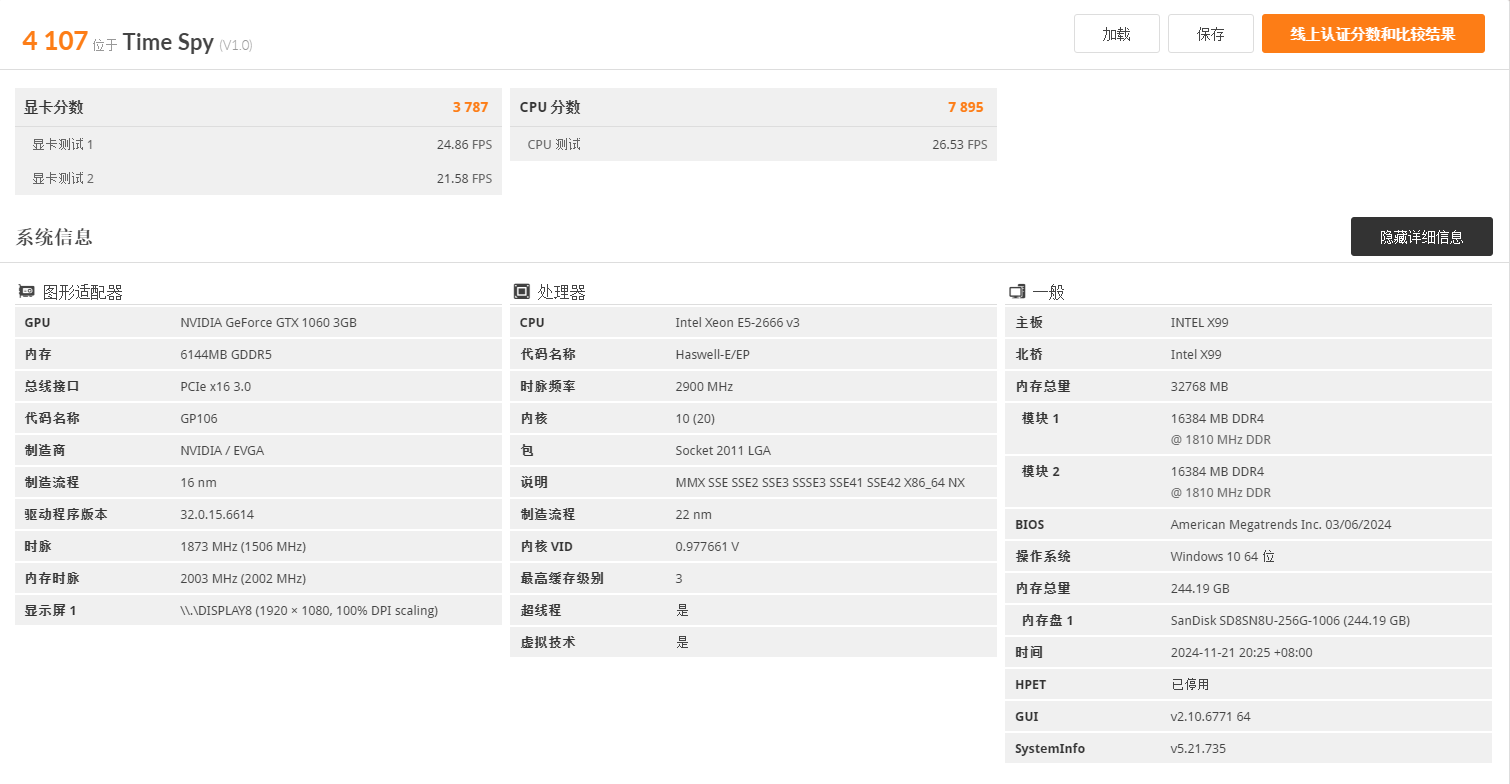 4 107 位于 Time Spy (V1.0)
加载
保存
线上认证分数和比较结果
显卡分数 3 787
显卡测试 1 24.86 FPS
显卡测试 2 21.58 FPS
CPU 分数 7 895
CPU 测试 26.53 FPS
系统信息
隐藏详细信息
图形适配器
GPU NVIDIA GeForce GTX 1060 3GB
内存 6144MB GDDR5
总线接口 PCIe x16 3.0
代码名称 GP106
制造商 NVIDIA / EVGA
制造流程 16 nm
驱动程序版本 32.0.15.6614
时脉 1873 MHz (1506 MHz)
内存时脉 2003 MHz (2002 MHz)
显示屏 1 \\.\DISPLAY8 (1920 × 1080, 100% DPI scaling)
处理器
CPU Intel Xeon E5-2666 v3
代码名称 Haswell-E/EP
时脉频率 2900 MHz
内核 10 (20)
包 Socket 2011 LGA
说明 MMX SSE SSE2 SSE3 SSSE3 SSE41 SSE42 X86_64 NX
制造流程 22 nm
内核 VID 0.977661 V
最高缓存级别 3
超线程 是
虚拟技术 是
一般
主板 INTEL X99
北桥 Intel X99
内存总量 32768 MB
模块 1 16384 MB DDR4
@ 1810 MHz DDR
模块 2 16384 MB DDR4
@ 1810 MHz DDR
BIOS American Megatrends Inc. 03/06/2024
操作系统 Windows 10 64 位
内存总量 244.19 GB
内存盘 1 SanDisk SD8SN8U-256G-1006 (244.19 GB)
时间 2024-11-21 20:25 +08:00
HPET 已停用
GUI v2.10.6771 64
SystemInfo v5.21.735